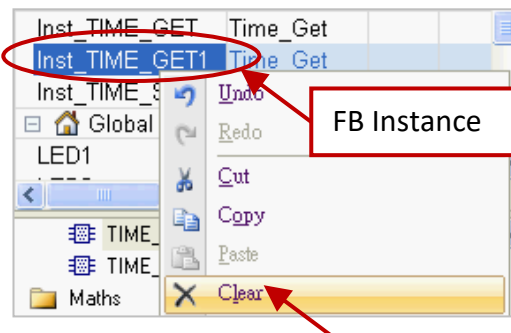 Inst_TIME_GET Time_Get
Inst_TIME_GET1 Time_Get
Inst_TIME_S
Undo
FB Instance
Global
Redo
LED1
Cut
Copy
TIME_
Paste
TIME_
Maths
Clear